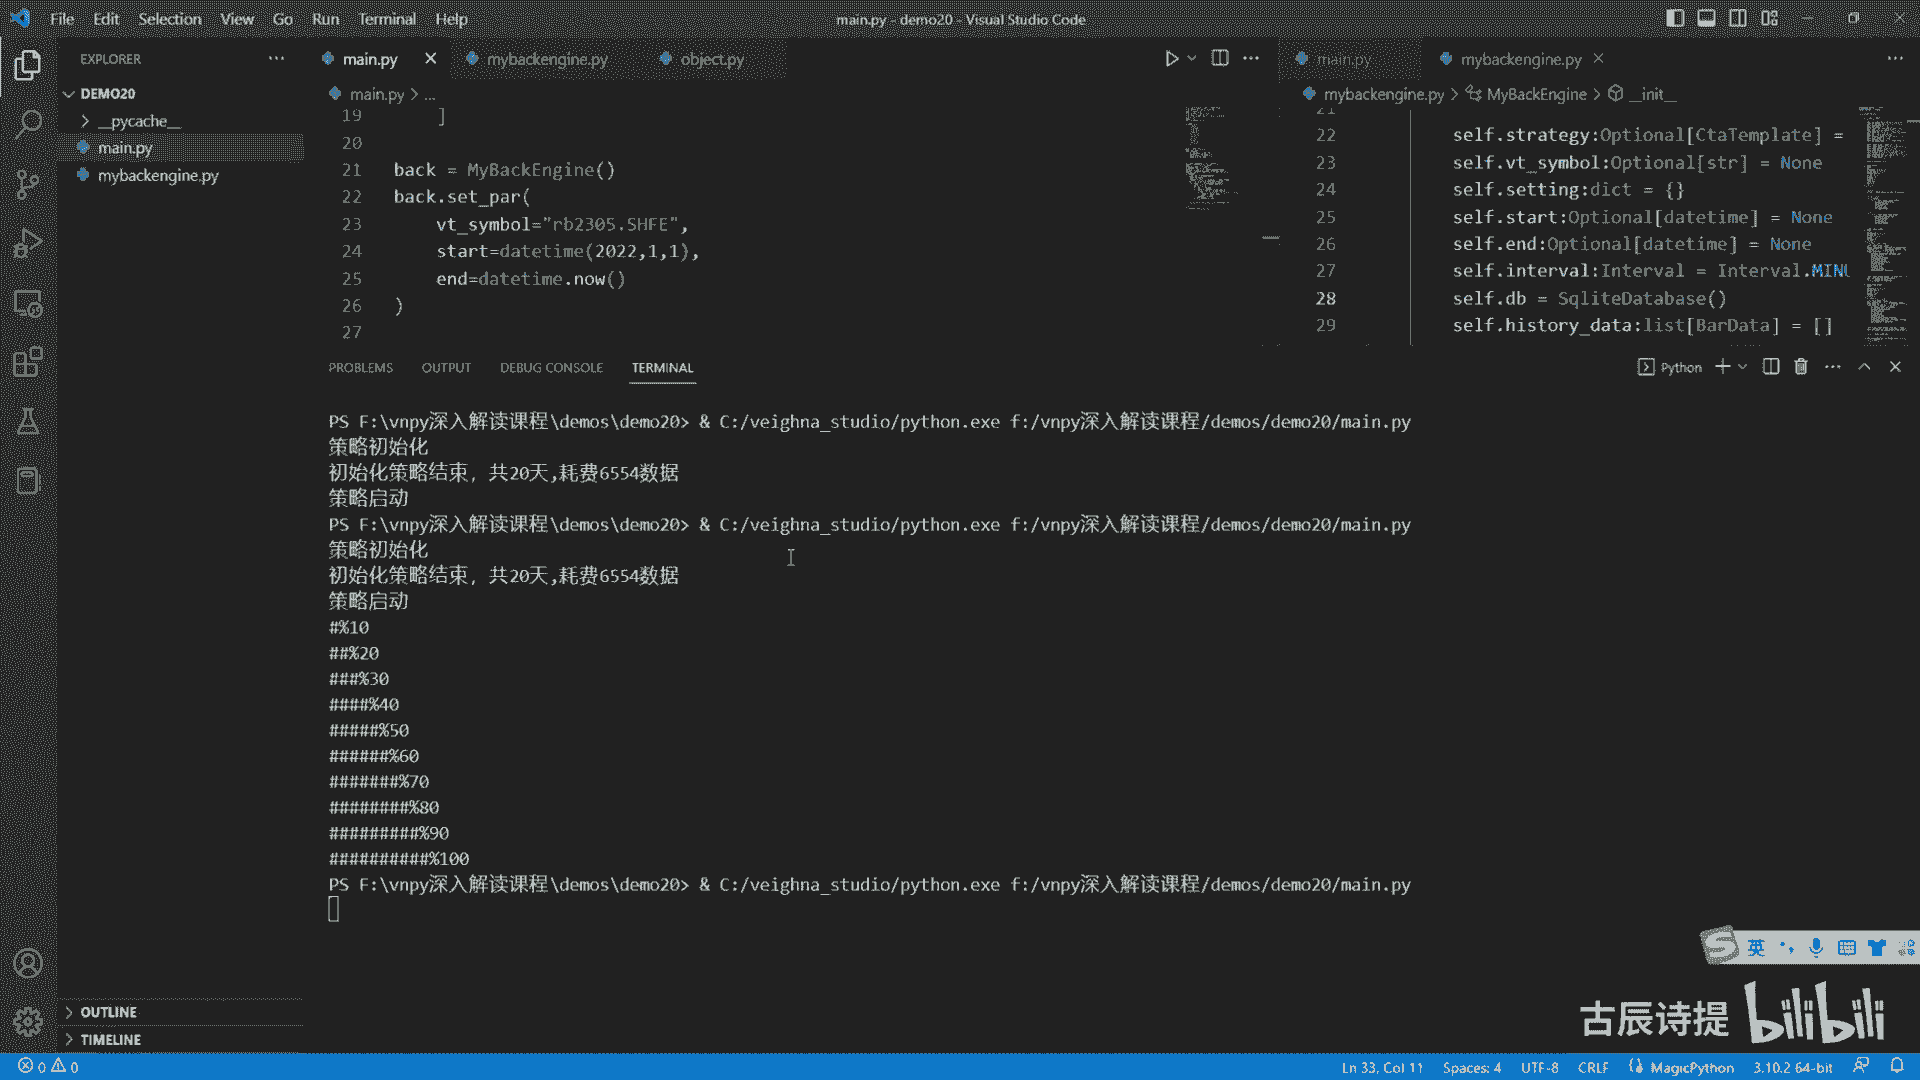 File Edit Selection View Go Run Terminal Help
main.py - demo20 - Visual Studio Code
EXPLORER
DEMO20
__pycache__
main.py
mybackengine.py
OUTLINE
TIMELINE
main.py mybackengine.py object.py
main.py > ...
19 ]
20
21 back = MyBackEngine()
22 back.set_par(
23 vt_symbol="rb2305.SHFE",
24 start=datetime(2022,1,1),
25 end=datetime.now()
26 )
27
main.py mybackengine.py
mybackengine.py > MyBackEngine > __init__
21
22 self.strategy:Optional[CtaTemplate] =
23 self.vt_symbol:Optional[str] = None
24 self.setting:dict = {}
25 self.start:Optional[datetime] = None
26 self.end:Optional[datetime] = None
27 self.interval:Interval = Interval.MIN
28 self.db = SqliteDatabase()
29 self.history_data:list[BarData] = []
PROBLEMS OUTPUT DEBUG CONSOLE TERMINAL
Python
PS F:\vnpy深入解读课程\demos\demo20> & C:/veighna_studio/python.exe f:/vnpy深入解读课程/demos/demo20/main.py
策略初始化
初始化策略结束，共20天,耗费6554数据
策略启动
PS F:\vnpy深入解读课程\demos\demo20> & C:/veighna_studio/python.exe f:/vnpy深入解读课程/demos/demo20/main.py
策略初始化
初始化策略结束，共20天,耗费6554数据
策略启动
#%10
##%20
###%30
####%40
#####%50
######%60
#######%70
########%80
#########%90
##########%100
PS F:\vnpy深入解读课程\demos\demo20> & C:/veighna_studio/python.exe f:/vnpy深入解读课程/demos/demo20/main.py
英
古辰诗提 bilibili
0 0
Ln 33, Col 11 Spaces: 4 UTF-8 CRLF MagicPython 3.10.2 64-bit